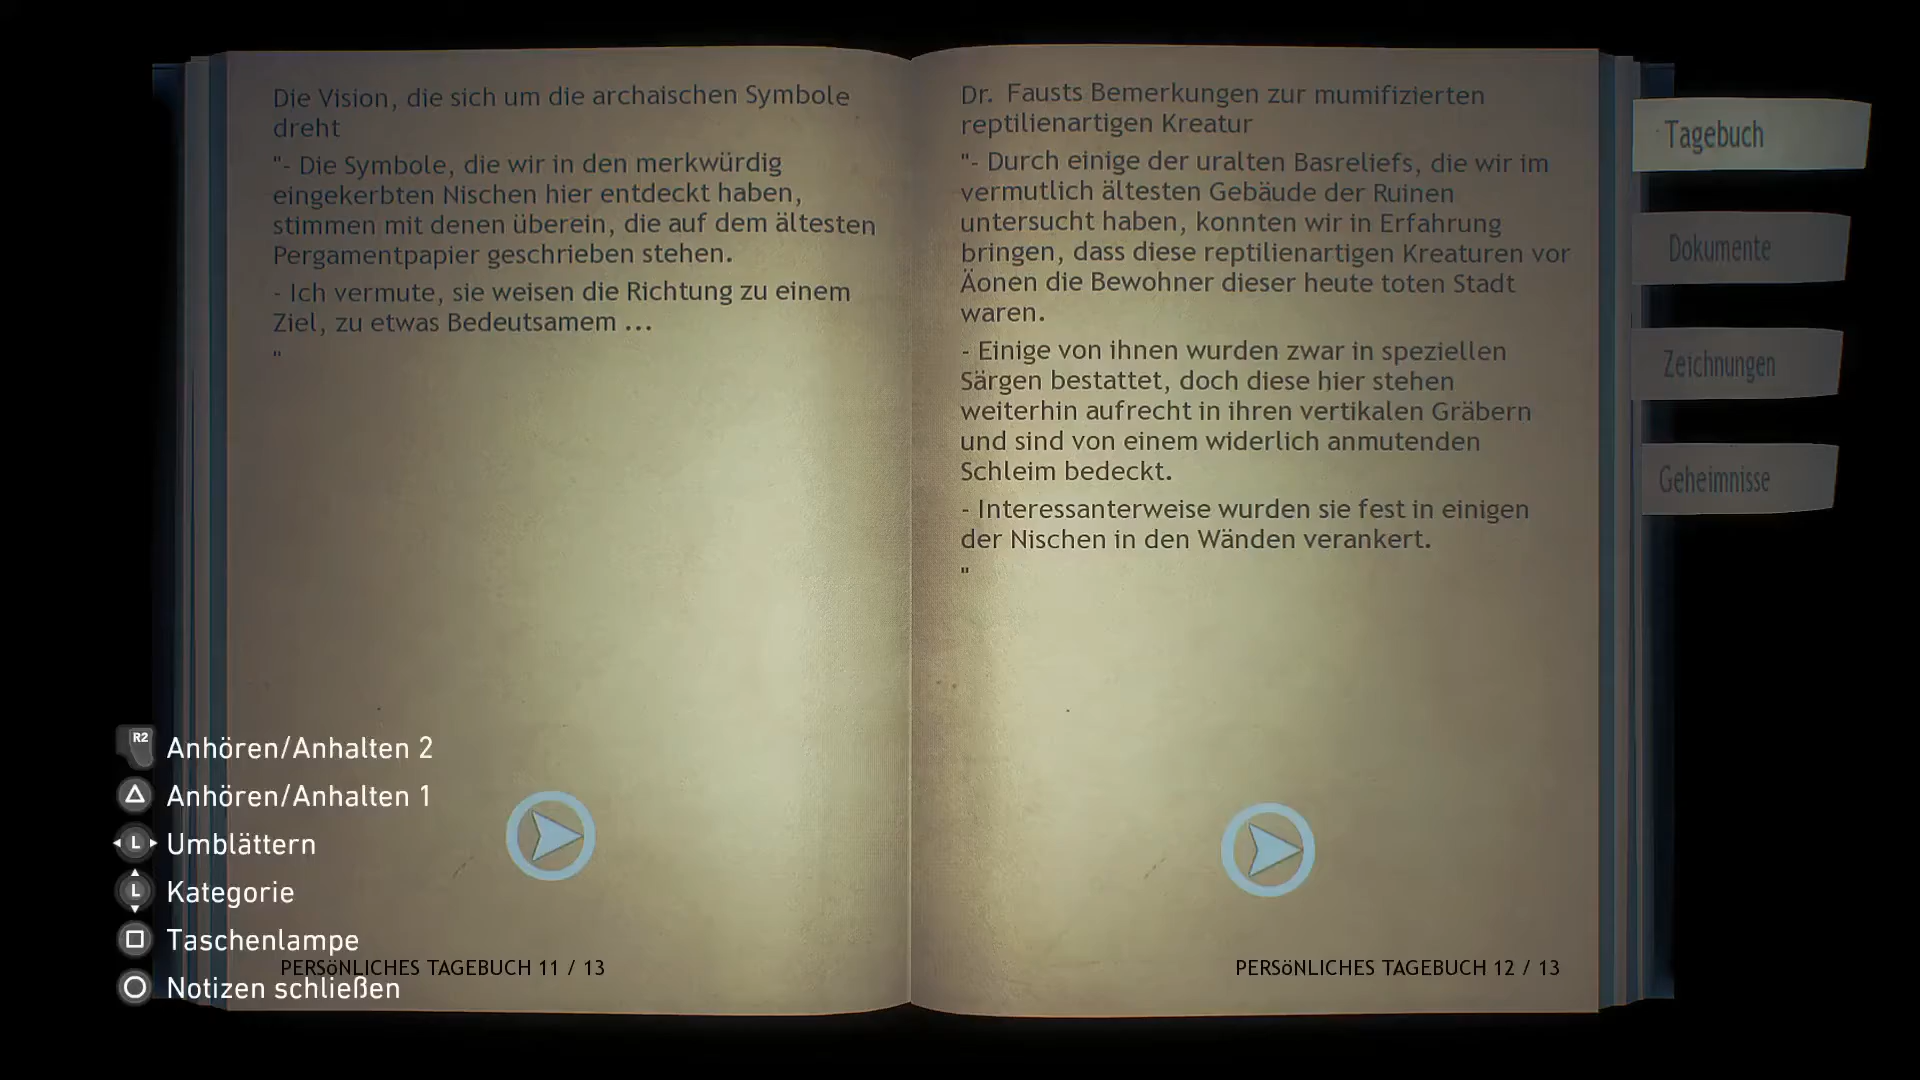 Die Vision, die sich um die archaischen Symbole
dreht
"- Die Symbole, die wir in den merkwürdig
eingekerbten Nischen hier entdeckt haben,
stimmen mit denen überein, die auf dem ältesten
Pergamentpapier geschrieben stehen.
- Ich vermute, sie weisen die Richtung zu einem
Ziel, zu etwas Bedeutsamem ...
"
Dr. Fausts Bemerkungen zur mumifizierten
reptilienartigen Kreatur
"- Durch einige der uralten Basreliefs, die wir im
vermutlich ältesten Gebäude der Ruinen
untersucht haben, konnten wir in Erfahrung
bringen, dass diese reptilienartigen Kreaturen vor
Äonen die Bewohner dieser heute toten Stadt
waren.
- Einige von ihnen wurden zwar in speziellen
Särgen bestattet, doch diese hier stehen
weiterhin aufrecht in ihren vertikalen Gräbern
und sind von einem widerlich anmutenden
Schleim bedeckt.
- Interessanterweise wurden sie fest in einigen
der Nischen in den Wänden verankert.
"
Tagebuch
Dokumente
Zeichnungen
Geheimnisse
R2 Anhören/Anhalten 2
Anhören/Anhalten 1
L Umblättern
L Kategorie
Taschenlampe
Notizen schließen
PERSöNLICHES TAGEBUCH 11 / 13
PERSöNLICHES TAGEBUCH 12 / 13